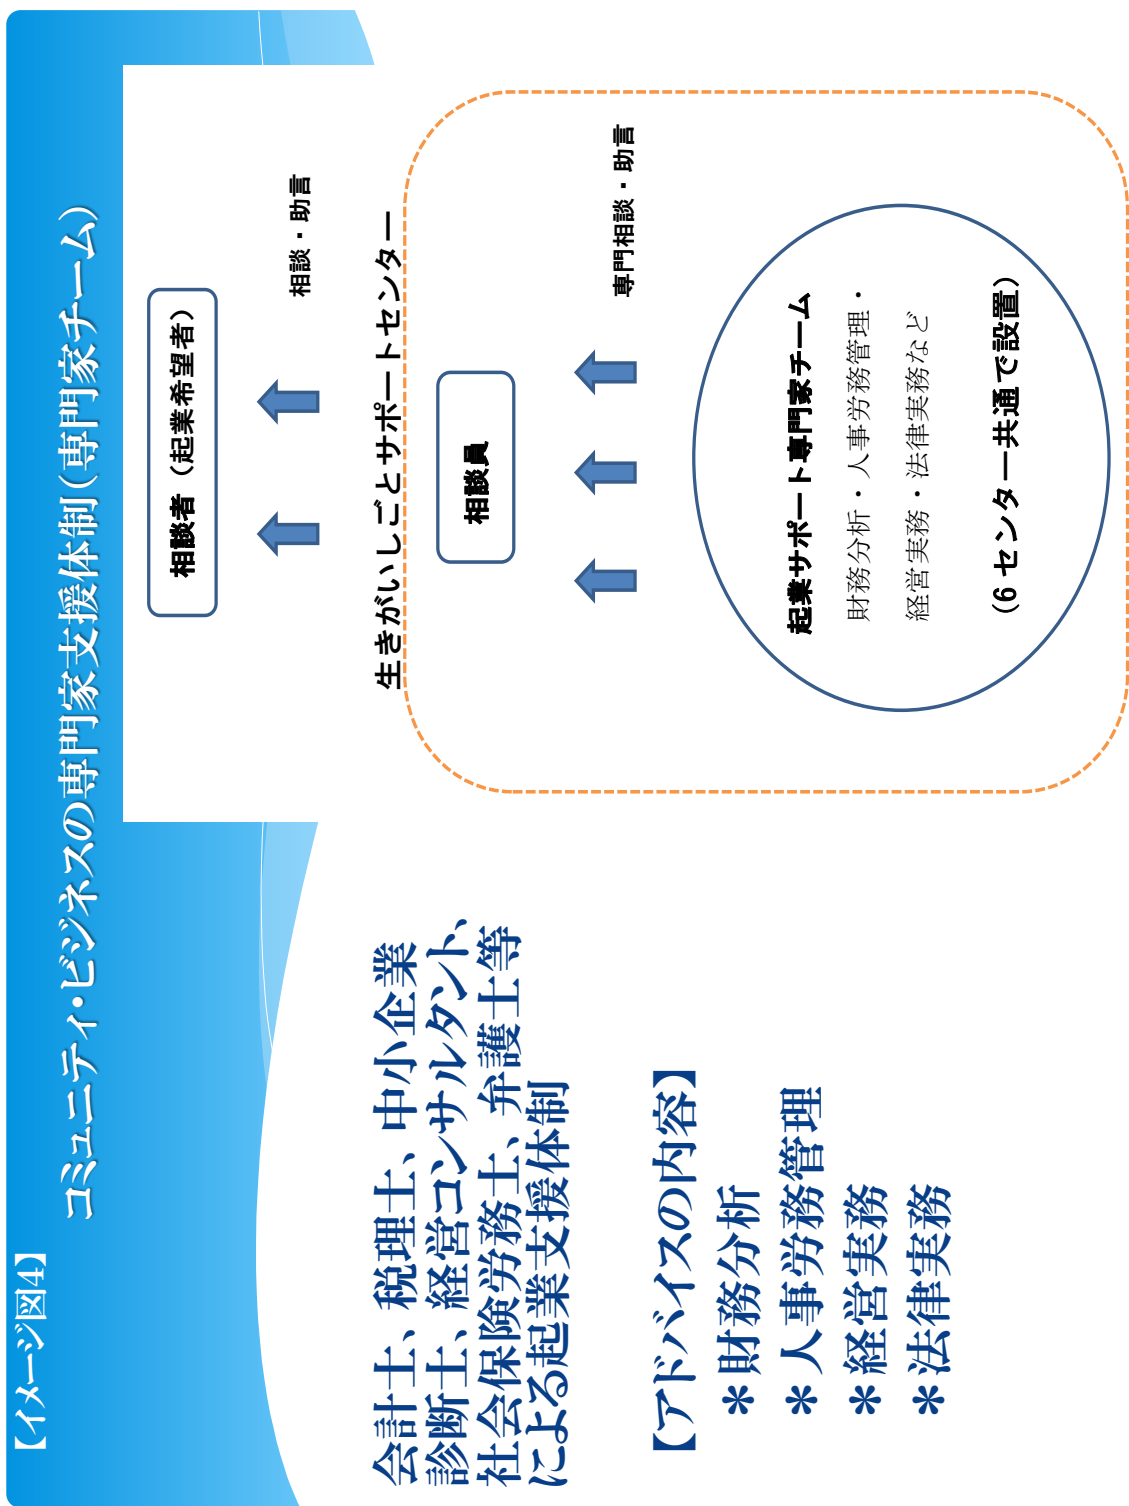 【イメージ図4】
コミュニティ・ビジネスの専門家支援体制(専門家チーム)
会計士、税理士、中小企業
診断士、経営コンサルタント、
社会保険労務士、弁護士等
による起業支援体制
【アドバイスの内容】
＊財務分析
＊人事労務管理
＊経営実務
＊法律実務
相談者（起業希望者）
相談・助言
生きがいしごとサポートセンター
相談員
専門相談・助言
起業サポート専門家チーム
財務分析・人事労務管理・
経営実務・法律実務など
（6 センター共通で設置）